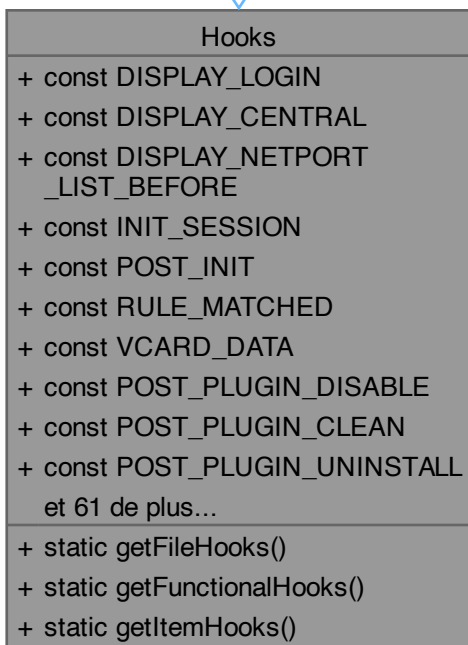 Hooks
+ const DISPLAY_LOGIN
+ const DISPLAY_CENTRAL
+ const DISPLAY_NETPORT
_LIST_BEFORE
+ const INIT_SESSION
+ const POST_INIT
+ const RULE_MATCHED
+ const VCARD_DATA
+ const POST_PLUGIN_DISABLE
+ const POST_PLUGIN_CLEAN
+ const POST_PLUGIN_UNINSTALL
et 61 de plus...
+ static getFileHooks()
+ static getFunctionalHooks()
+ static getItemHooks()